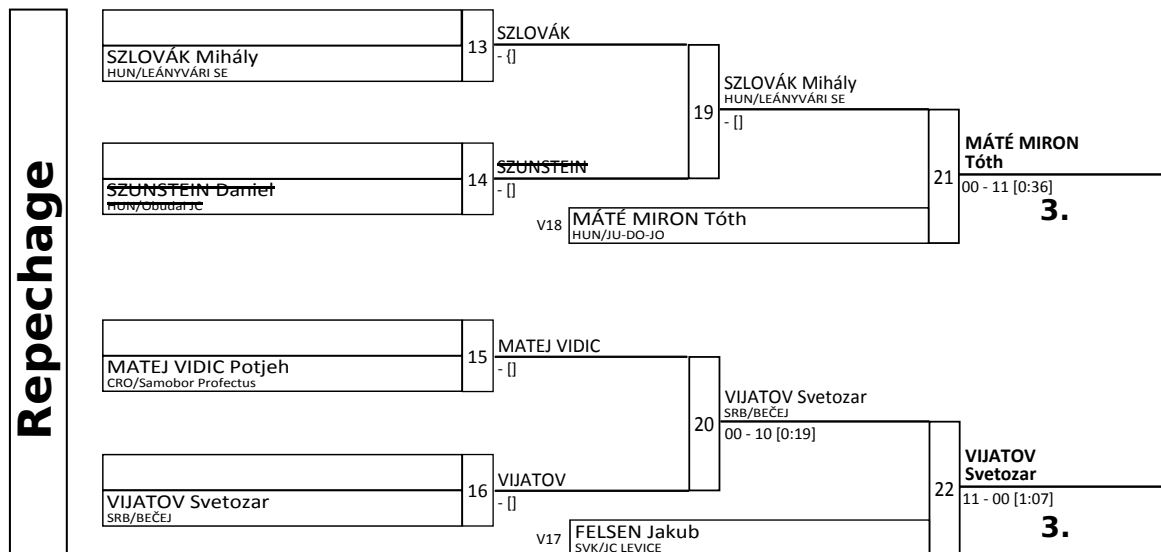 Repechage
SZLOVÁK Mihály
HUN/LEÁNYVÁRI SE
13
SZLOVÁK
- {]
SZUNSTEIN Daniel
HUN/Óbudai JC
14
SZUNSTEIN
- []
19
SZLOVÁK Mihály
HUN/LEÁNYVÁRI SE
- []
V18
MÁTÉ MIRON Tóth
HUN/JU-DO-JO
21
MÁTÉ MIRON
Tóth
00 - 11 [0:36]
3.
MATEJ VIDIC Potjeh
CRO/Samobor Profectus
15
MATEJ VIDIC
- []
VIJATOV Svetozar
SRB/BEČEJ
16
VIJATOV
- []
20
VIJATOV Svetozar
SRB/BEČEJ
00 - 10 [0:19]
V17
FELSEN Jakub
SVK/JC LEVICE
22
VIJATOV
Svetozar
11 - 00 [1:07]
3.